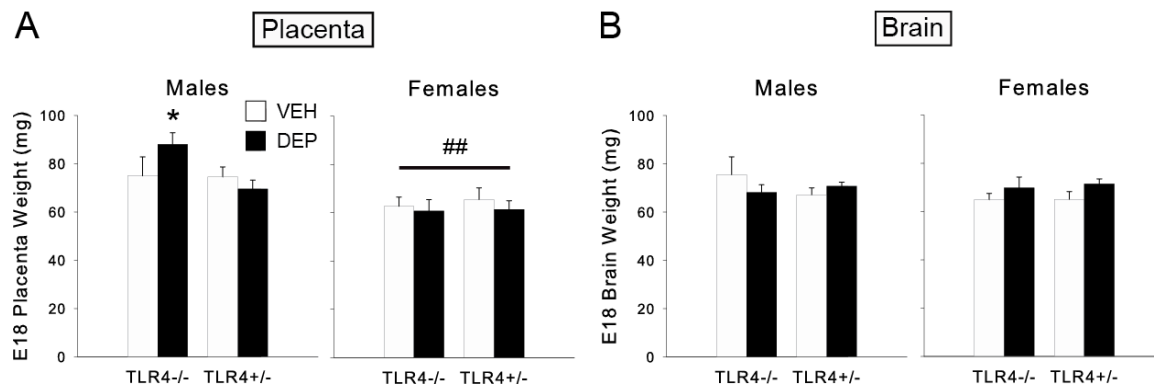 A
Placenta
B
Brain
Males
Females
Males
Females
VEH
DEP
*
##
E18 Placenta Weight (mg)
100
80
60
40
20
0
TLR4-/- TLR4+/-
TLR4-/- TLR4+/-
E18 Brain Weight (mg)
100
80
60
40
20
0
TLR4-/- TLR4+/-
TLR4-/- TLR4+/-